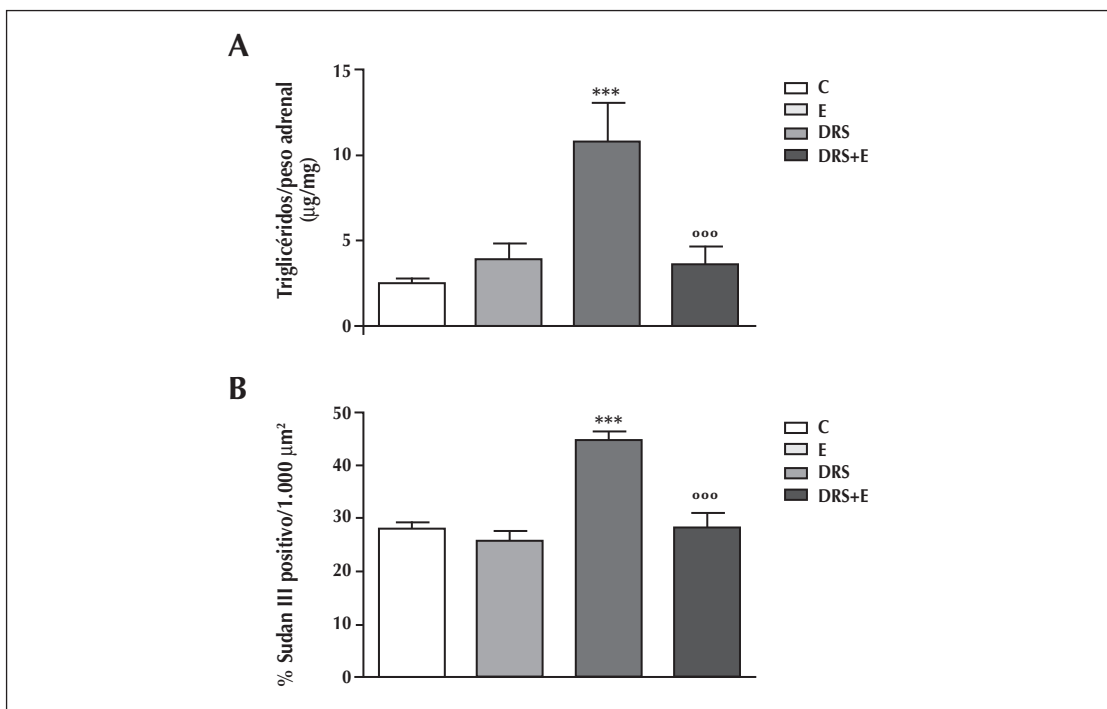 A
Triglicéridos/peso adrenal
(μg/mg)
15
10
5
0
***
ooo
C
E
DRS
DRS+E
B
% Sudan III positivo/1.000 μm²
50
40
30
20
10
0
***
ooo
C
E
DRS
DRS+E